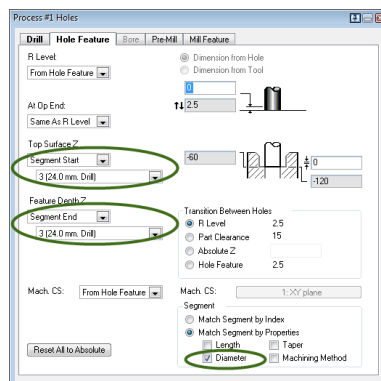 Process #1 Holes
Drill Hole Feature Bore Pre-Mill Mill Feature
R Level:
From Hole Feature
Dimension from Hole
Dimension from Tool
0
2.5
At Op End:
Same As R Level
Top Surface Z
Segment Start
3 (24.0 mm. Drill)
-60
0
-120
Feature Depth Z
Segment End
3 (24.0 mm. Drill)
Transition Between Holes
R Level 2.5
Part Clearance 15
Absolute Z
Hole Feature 2.5
Mach. CS: From Hole Feature
Mach. CS: 1: XY plane
Segment
Match Segment by Index
Match Segment by Properties
Length Taper
Diameter Machining Method
Reset All to Absolute